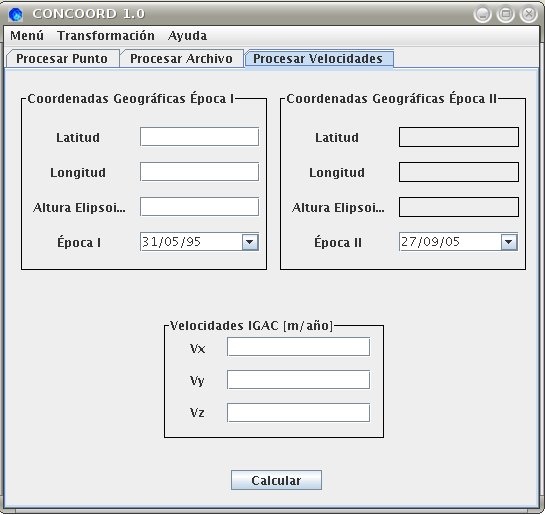 CONCOORD 1.0
Menú Transformación Ayuda
Procesar Punto Procesar Archivo Procesar Velocidades
Coordenadas Geográficas Época I
Latitud
Longitud
Altura Elipsoi...
Época I 31/05/95
Coordenadas Geográficas Época II
Latitud
Longitud
Altura Elipsoi...
Época II 27/09/05
Velocidades IGAC [m/año]
Vx
Vy
Vz
Calcular